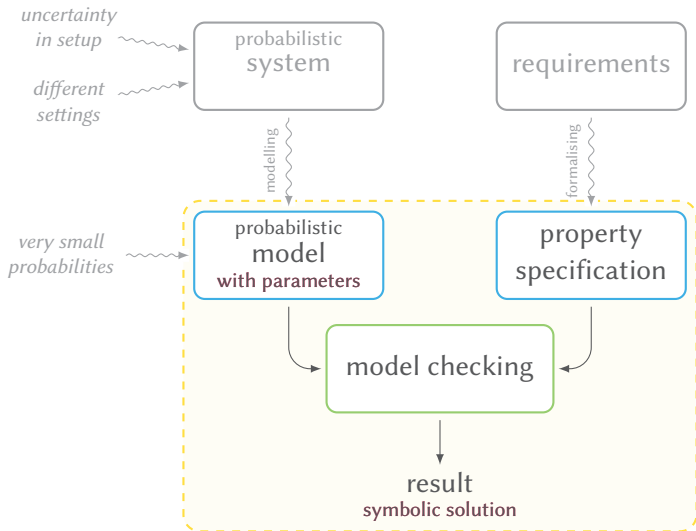 uncertainty
in setup
different
settings
probabilistic
system
requirements
modelling
formalising
very small
probabilities
probabilistic
model
with parameters
property
specification
model checking
result
symbolic solution